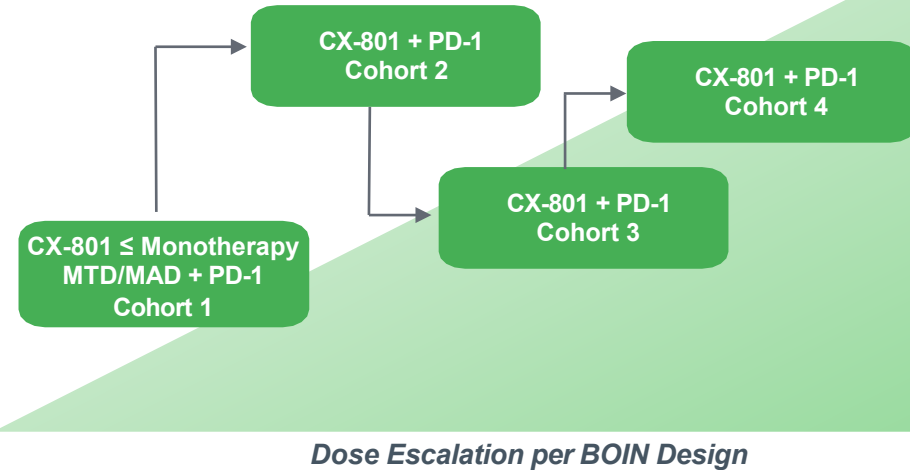 CX-801 ≤ Monotherapy
MTD/MAD + PD-1
Cohort 1
CX-801 + PD-1
Cohort 2
CX-801 + PD-1
Cohort 3
CX-801 + PD-1
Cohort 4
Dose Escalation per BOIN Design